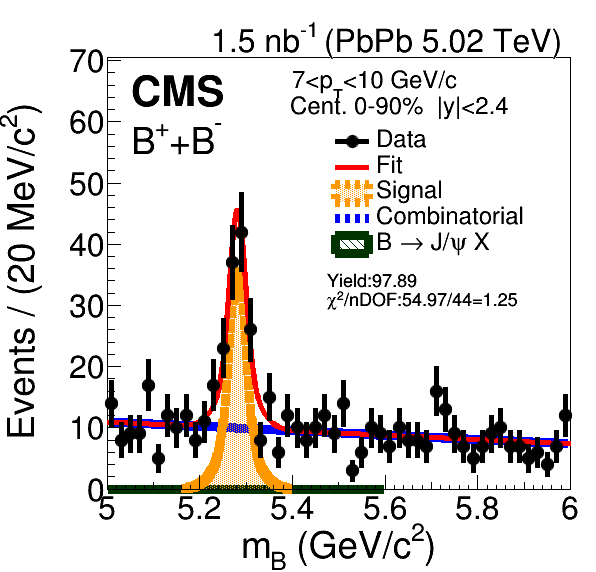 1.5 nb⁻¹ (PbPb 5.02 TeV)
CMS
B⁺+B⁻
7<p_T<10 GeV/c
Cent. 0-90% |y|<2.4
Data
Fit
Signal
Combinatorial
B → J/ψ X
Yield:97.89
χ²/nDOF:54.97/44=1.25
Events / (20 MeV/c²)
70
60
50
40
30
20
10
0
5 5.2 5.4 5.6 5.8 6
m_B (GeV/c²)